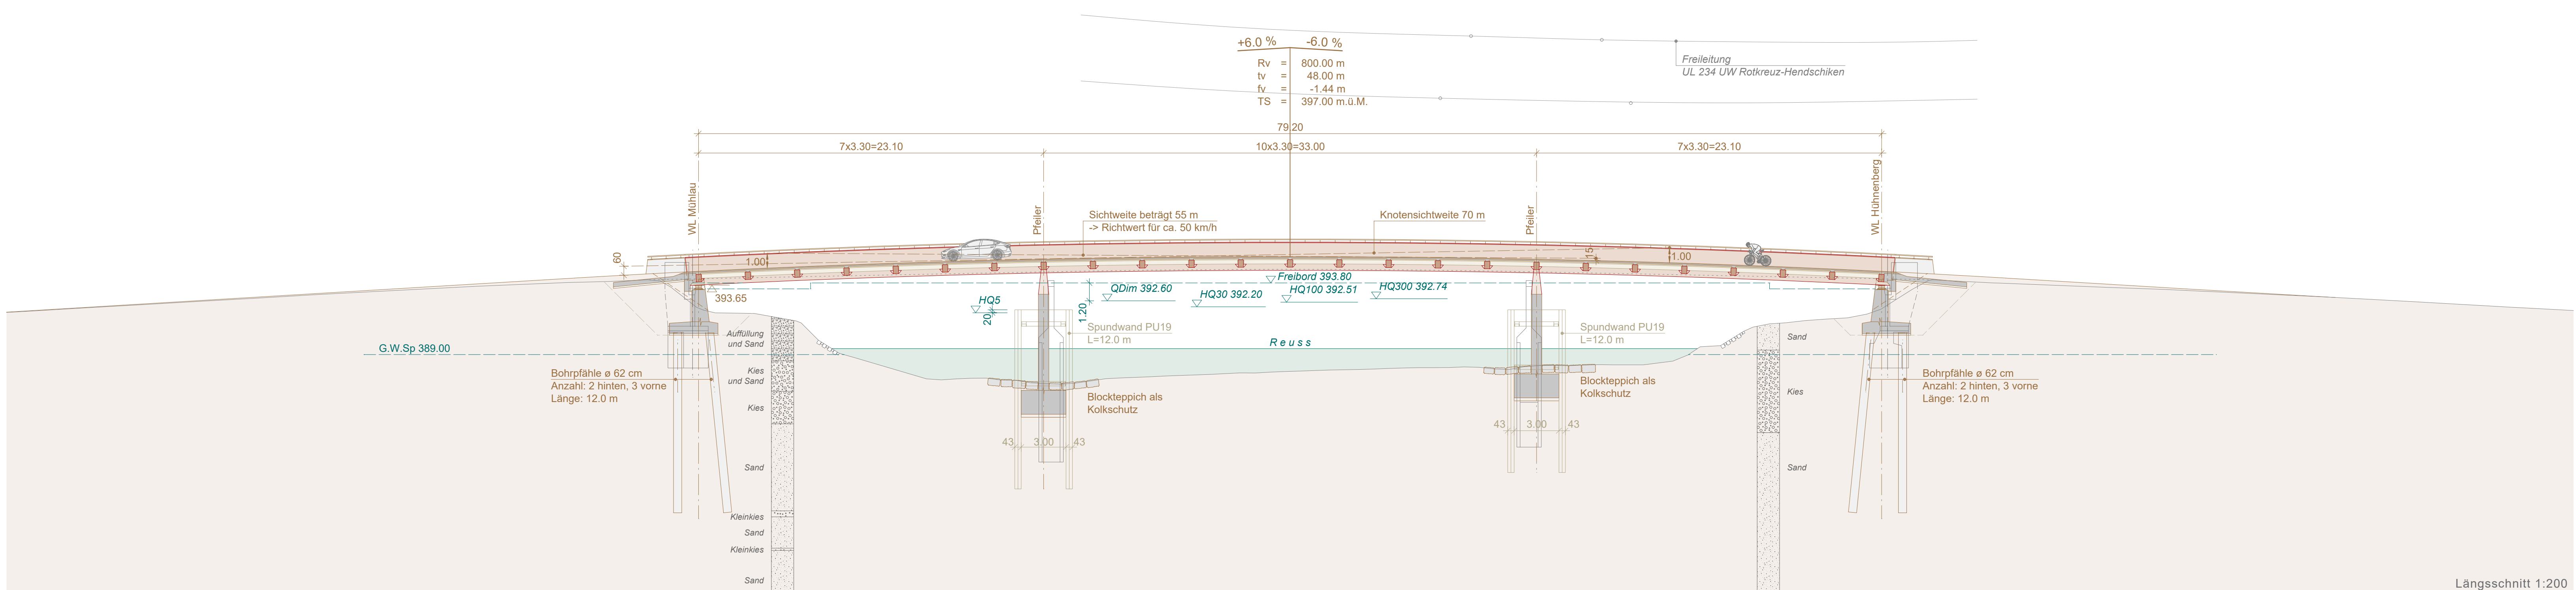 +6.0 % -6.0 %
Rv = 800.00 m
tv = 48.00 m
fv = -1.44 m
TS = 397.00 m.ü.M.
Freileitung
UL 234 UW Rotkreuz-Hendschiken
79.20
7x3.30=23.10
10x3.30=33.00
7x3.30=23.10
WL Mühlau
Pfeiler
Pfeiler
WL Hühnenberg
Sichtweite beträgt 55 m
-> Richtwert für ca. 50 km/h
Knotensichtweite 70 m
60
1.00
15
1.00
393.65
Freibord 393.80
QDim 392.60
HQ30 392.20
HQ100 392.51
HQ300 392.74
HQ5
20
1.20
Spundwand PU19
L=12.0 m
Spundwand PU19
L=12.0 m
Reuss
G.W.Sp 389.00
Bohrpfähle ø 62 cm
Anzahl: 2 hinten, 3 vorne
Länge: 12.0 m
Auffüllung
und Sand
Kies
und Sand
Kies
Sand
Kleinkies
Sand
Kleinkies
Sand
Blockteppich als
Kolkschutz
43 3.00 43
Blockteppich als
Kolkschutz
43 3.00 43
Sand
Kies
Sand
Bohrpfähle ø 62 cm
Anzahl: 2 hinten, 3 vorne
Länge: 12.0 m
Längsschnitt 1:200